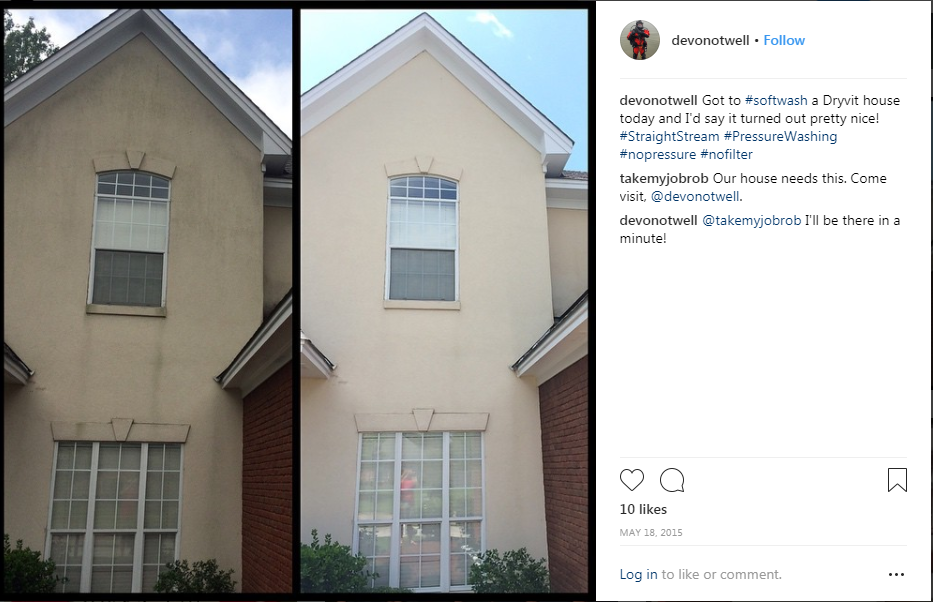 devonotwell • Follow
devonotwell Got to #softwash a Dryvit house
today and I'd say it turned out pretty nice!
#StraightStream #PressureWashing
#nopressure #nofilter
takemyjobrob Our house needs this. Come
visit, @devonotwell.
devonotwell @takemyjobrob I'll be there in a
minute!
10 likes
MAY 18, 2015
Log in to like or comment.